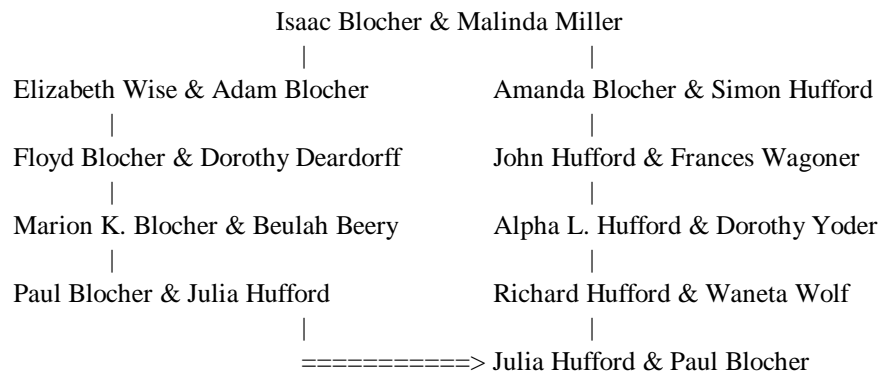 Isaac Blocher & Malinda Miller
| |
Elizabeth Wise & Adam Blocher Amanda Blocher & Simon Hufford
| |
Floyd Blocher & Dorothy Deardorff John Hufford & Frances Wagoner
| |
Marion K. Blocher & Beulah Beery Alpha L. Hufford & Dorothy Yoder
| |
Paul Blocher & Julia Hufford Richard Hufford & Waneta Wolf
| |
===========> Julia Hufford & Paul Blocher